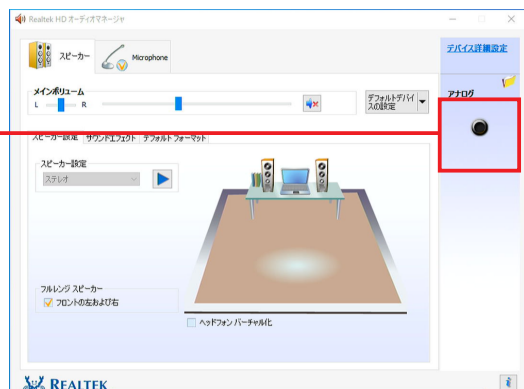 Realtek HD オーディオマネージャ
スピーカー
Microphone
デバイス詳細設定
メインボリューム
L
R
デフォルトデバイスの設定
アナログ
スピーカー設定 サウンドエフェクト デフォルト フォーマット
スピーカー設定
ステレオ
フルレンジ スピーカー
フロントの左および右
ヘッドフォン バーチャル化
REALTEK